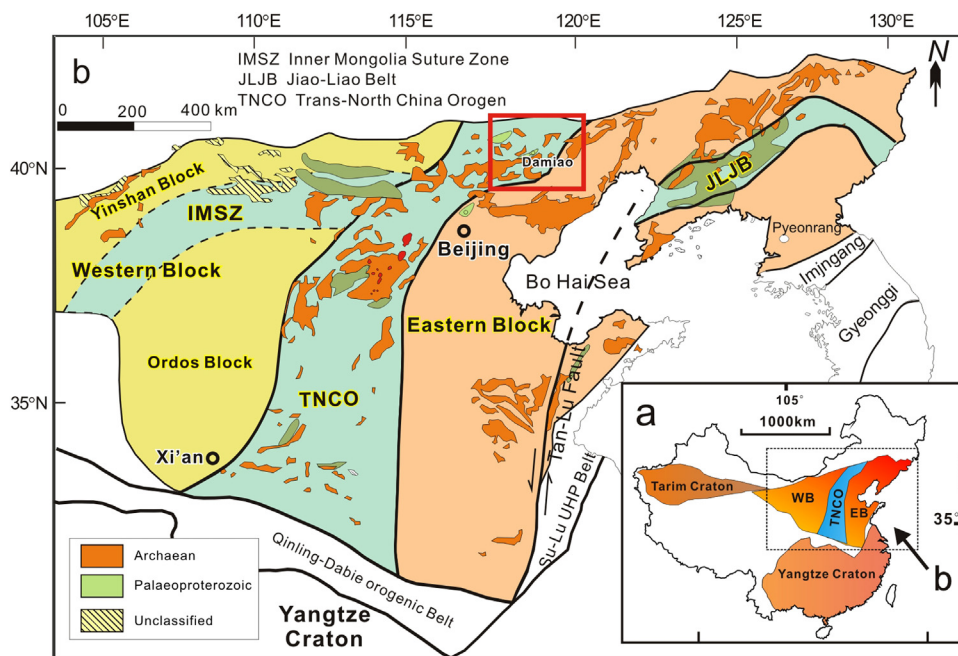 105°E 110°E 115°E 120°E 125°E 130°E
b
IMSZ Inner Mongolia Suture Zone
JLJB Jiao-Liao Belt
TNCO Trans-North China Orogen
N
0 200 400 km
40°N
35°N
Damiao
Yinshan Block
IMSZ
JLJB
Western Block
Beijing
Pyeonrang
Imjngang
Gyeonggi
Bo Hai Sea
Eastern Block
Ordos Block
TNCO
Tan-Lu Fault
Xi'an
Su-Lu UHP Belt
Qinling-Dabie orogenic Belt
Yangtze
Craton
Archaean
Palaeoproterozoic
Unclassified
a
105°
1000km
Tarim Craton
WB
TNCO
EB
35°
Yangtze Craton
b